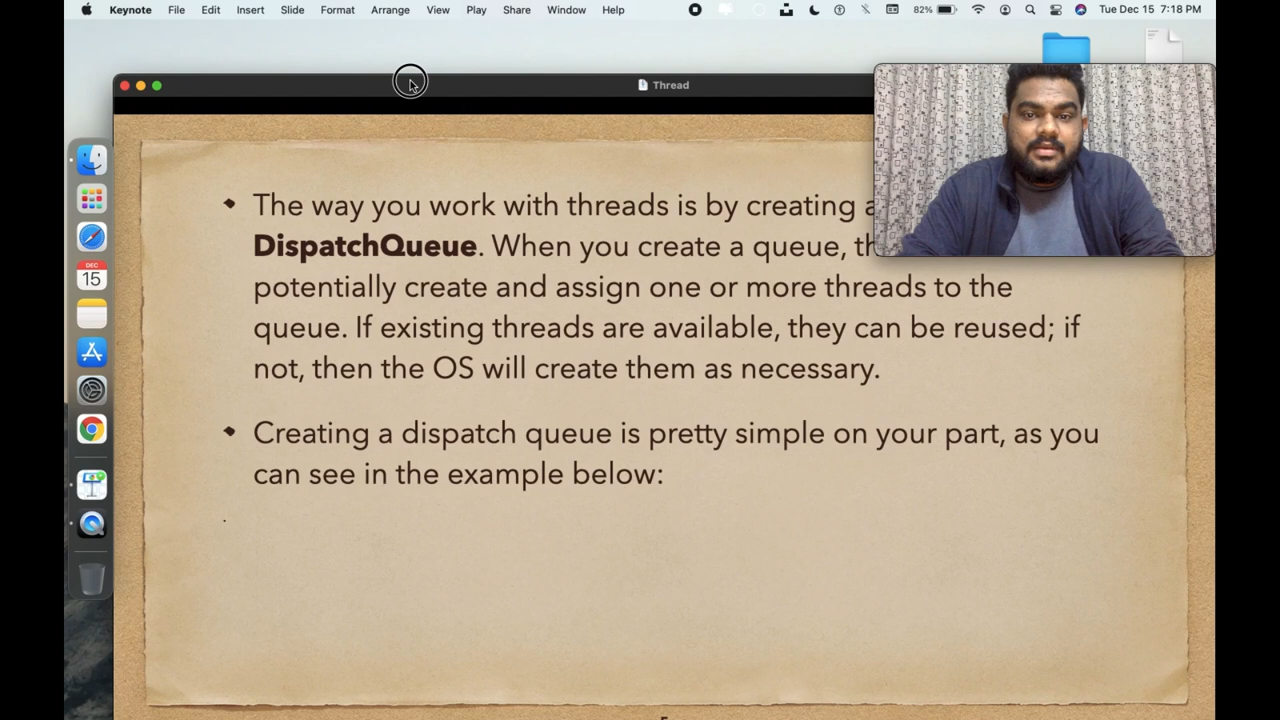 Keynote File Edit Insert Slide Format Arrange View Play Share Window Help 82% Tue Dec 15 7:18 PM
Thread
DEC
15
The way you work with threads is by creating a
DispatchQueue. When you create a queue,
potentially create and assign one or more threads to the
queue. If existing threads are available, they can be reused; if
not, then the OS will create them as necessary.
Creating a dispatch queue is pretty simple on your part, as you
can see in the example below: